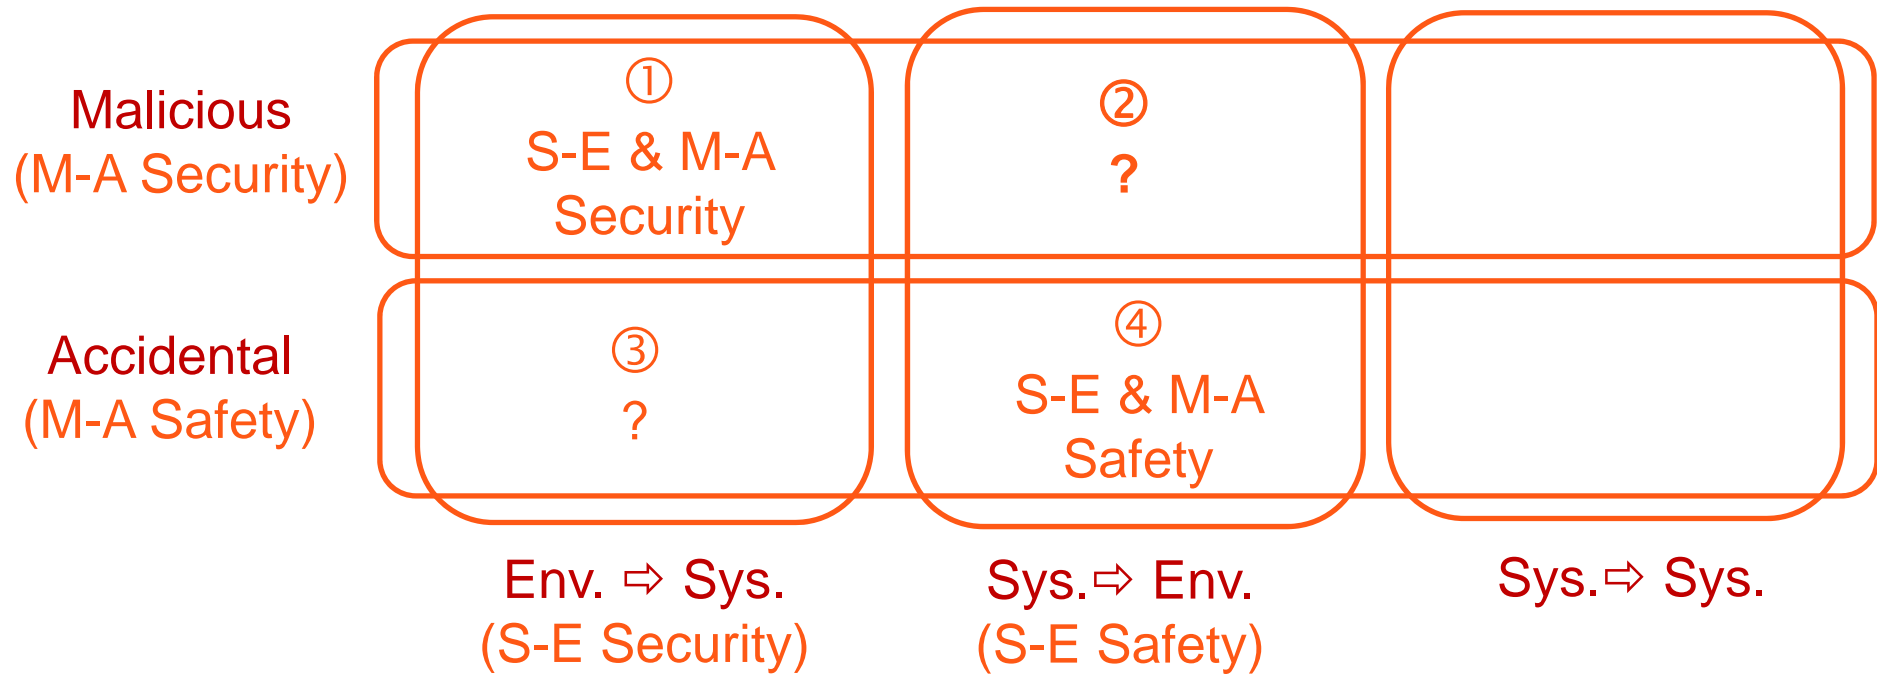 Malicious
(M-A Security)
①
S-E & M-A
Security
②
?
Accidental
(M-A Safety)
③
?
④
S-E & M-A
Safety
Env. ⇨ Sys.
(S-E Security)
Sys.⇨ Env.
(S-E Safety)
Sys.⇨ Sys.